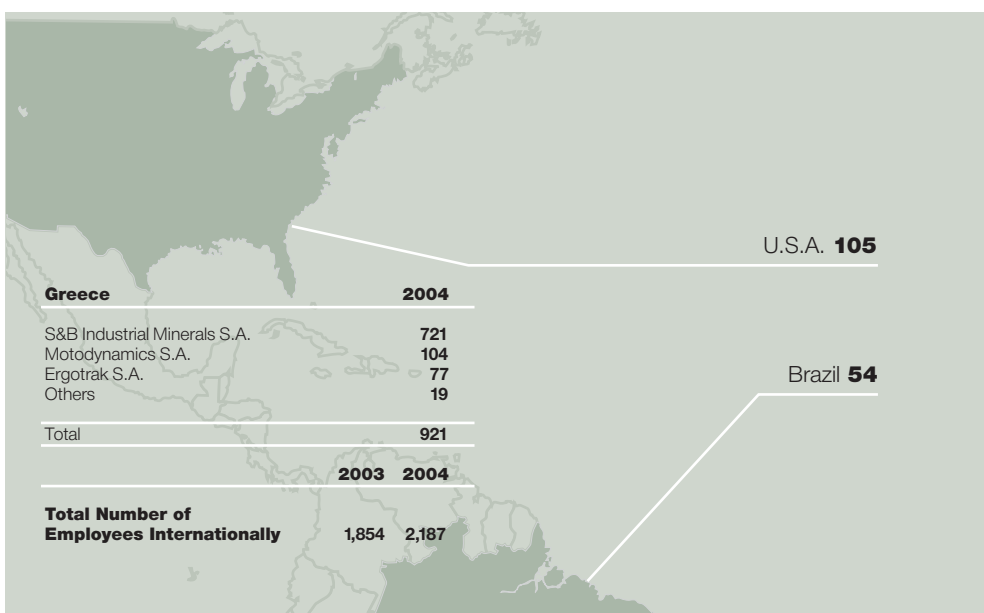 U.S.A. 105
Greece 2004
S&B Industrial Minerals S.A. 721
Motodynamics S.A. 104
Ergotrak S.A. 77
Others 19
Brazil 54
Total 921
2003 2004
Total Number of
Employees Internationally 1,854 2,187